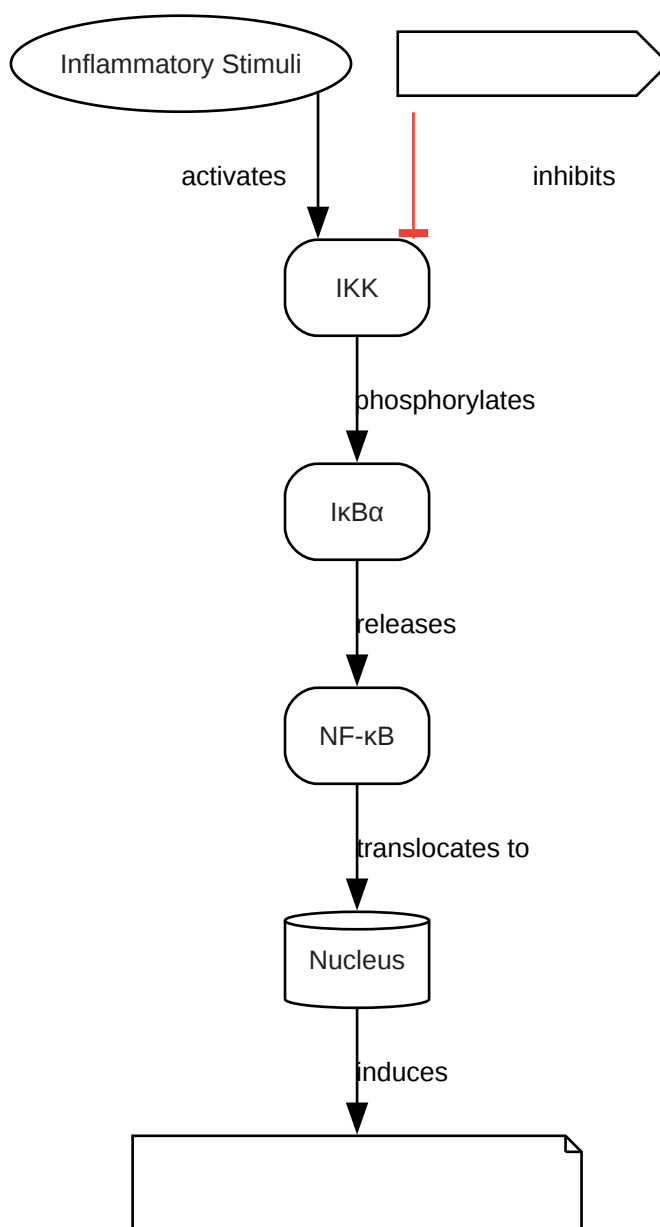 Inflammatory Stimuli
activates
inhibits
IKK
phosphorylates
IκBα
releases
NF-κB
translocates to
Nucleus
induces